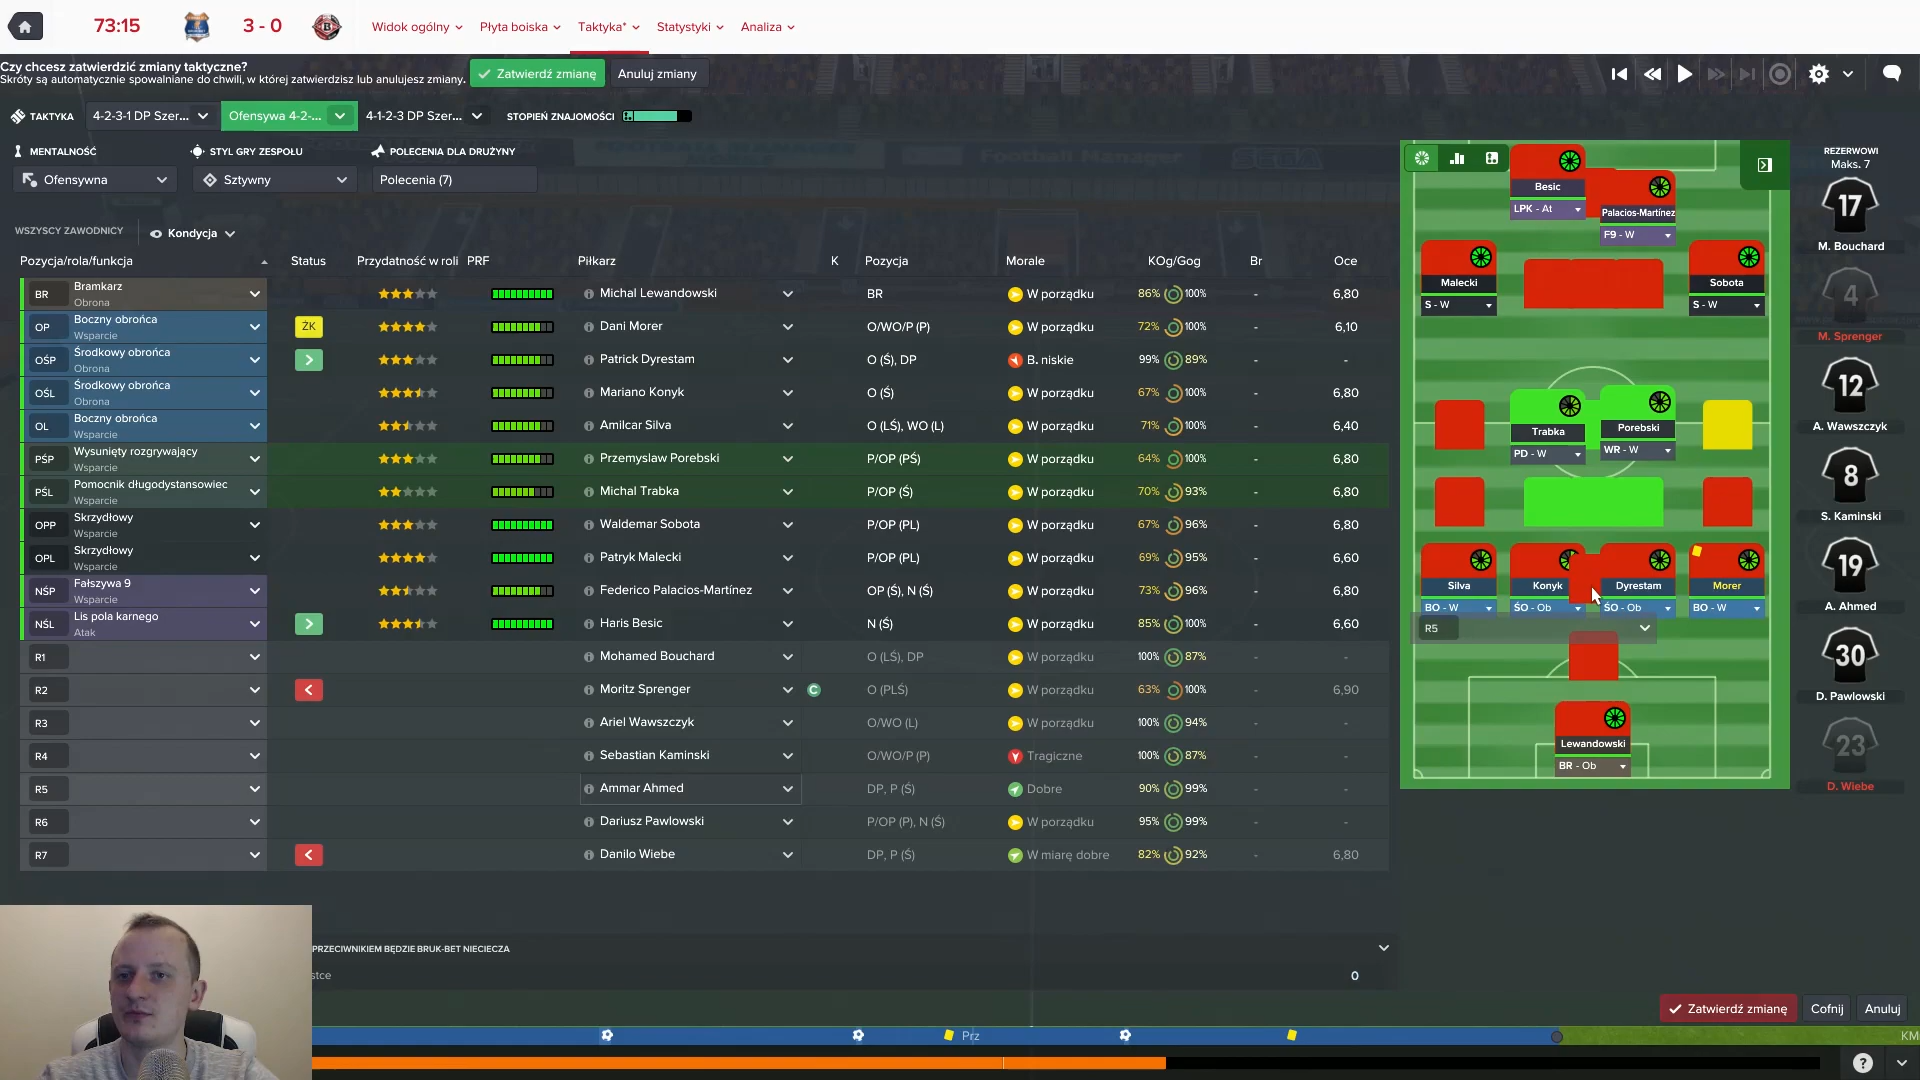 73:15
3 - 0
Widok ogólny
Płyta boiska
Taktyka*
Statystyki
Analiza
Czy chcesz zatwierdzić zmiany taktyczne?
Skróty są automatycznie spowalniane do chwili, w której zatwierdzisz lub anulujesz zmiany.
Zatwierdź zmianę
Anuluj zmiany
TAKTYKA
4-2-3-1 DP Szer...
Ofensywa 4-2-...
4-1-2-3 DP Szer...
STOPIEŃ ZNAJOMOŚCI
MENTALNOŚĆ
STYL GRY ZESPOŁU
POLECENIA DLA DRUŻYNY
Ofensywna
Sztywny
Polecenia (7)
WSZYSCY ZAWODNICY
Kondycja
Pozycja/rola/funkcja
Status
Przydatność w roli
PRF
Piłkarz
K
Pozycja
Morale
KOg/Gog
Br
Oce
BR Bramkarz Obrona Michal Lewandowski BR W porządku 86% 100% - 6,80
OP Boczny obrońca Wsparcie ŻK Dani Morer O/WO/P (P) W porządku 72% 100% - 6,10
OŚP Środkowy obrońca Obrona Patrick Dyrestam O (Ś), DP B. niskie 99% 89% - -
OŚL Środkowy obrońca Obrona Mariano Konyk O (Ś) W porządku 67% 100% - 6,80
OL Boczny obrońca Wsparcie Amilcar Silva O (LŚ), WO (L) W porządku 71% 100% - 6,40
PŚP Wysunięty rozgrywający Wsparcie Przemyslaw Porebski P/OP (PŚ) W porządku 64% 100% - 6,80
PŚL Pomocnik długodystansowiec Wsparcie Michal Trabka P/OP (Ś) W porządku 70% 93% - 6,80
OPP Skrzydłowy Wsparcie Waldemar Sobota P/OP (PL) W porządku 67% 96% - 6,80
OPL Skrzydłowy Wsparcie Patryk Malecki P/OP (PL) W porządku 69% 95% - 6,60
NŚP Fałszywa 9 Wsparcie Federico Palacios-Martínez OP (Ś), N (Ś) W porządku 73% 96% - 6,80
NŚL Lis pola karnego Atak Haris Besic N (Ś) W porządku 85% 100% - 6,60
R1 Mohamed Bouchard O (LŚ), DP W porządku 100% 87% - -
R2 Moritz Sprenger C O (PLŚ) W porządku 63% 100% - 6,90
R3 Ariel Wawszczyk O/WO (L) W porządku 100% 94% - -
R4 Sebastian Kaminski O/WO/P (P) Tragiczne 100% 87% - -
R5 Ammar Ahmed DP, P (Ś) Dobre 90% 99% - -
R6 Dariusz Pawlowski P/OP (P), N (Ś) W porządku 95% 99% - -
R7 Danilo Wiebe DP, P (Ś) W miarę dobre 82% 92% - 6,80
Besic
LPK - At
Palacios-Martínez
F9 - W
Malecki
S - W
Sobota
S - W
Trabka
PD - W
Porebski
WR - W
Silva
BO - W
Konyk
ŚO - Ob
Dyrestam
ŚO - Ob
Morer
BO - W
R5
Lewandowski
BR - Ob
REZERWOWI
Maks. 7
17
M. Bouchard
4
M. Sprenger
12
A. Wawszczyk
8
S. Kaminski
19
A. Ahmed
30
D. Pawlowski
23
D. Wiebe
PRZECIWNIKIEM BĘDZIE BRUK-BET NIECIECZA
stce
0
Zatwierdź zmianę
Cofnij
Anuluj
Prz
KM
?